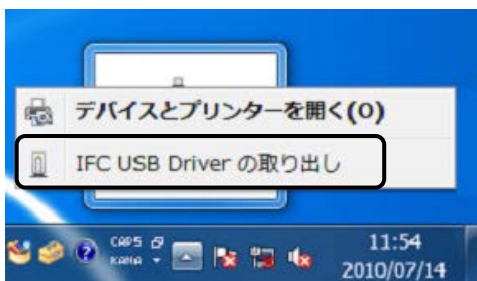 デバイスとプリンターを開く(O)
IFC USB Driver の取り出し
CAPS
KANA
11:54
2010/07/14